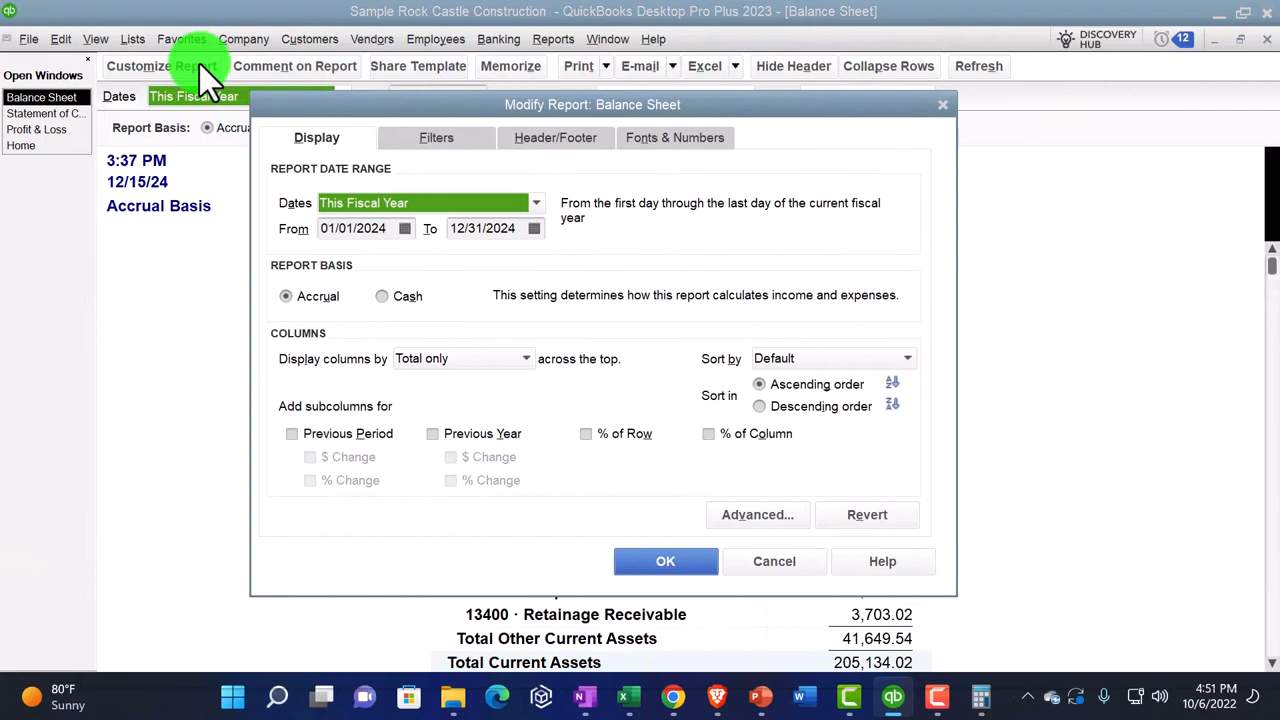 Sample Rock Castle Construction - QuickBooks Desktop Pro Plus 2023 - [Balance Sheet]
File Edit View Lists Favorites Company Customers Vendors Employees Banking Reports Window Help
DISCOVERY HUB 12
Open Windows
Balance Sheet
Statement of C...
Profit & Loss
Home
Customize Report Comment on Report Share Template Memorize Print E-mail Excel Hide Header Collapse Rows Refresh
Dates This Fiscal Year
Report Basis: Accrua
3:37 PM
12/15/24
Accrual Basis
Modify Report: Balance Sheet
Display Filters Header/Footer Fonts & Numbers
REPORT DATE RANGE
Dates This Fiscal Year From the first day through the last day of the current fiscal
year
From 01/01/2024 To 12/31/2024
REPORT BASIS
Accrual Cash This setting determines how this report calculates income and expenses.
COLUMNS
Display columns by Total only across the top. Sort by Default
Sort in Ascending order
Descending order
Add subcolumns for
Previous Period Previous Year % of Row % of Column
$ Change $ Change
% Change % Change
Advanced... Revert
OK Cancel Help
13400 · Retainage Receivable 3,703.02
Total Other Current Assets 41,649.54
Total Current Assets 205,134.02
80°F
Sunny
4:51 PM
10/6/2022